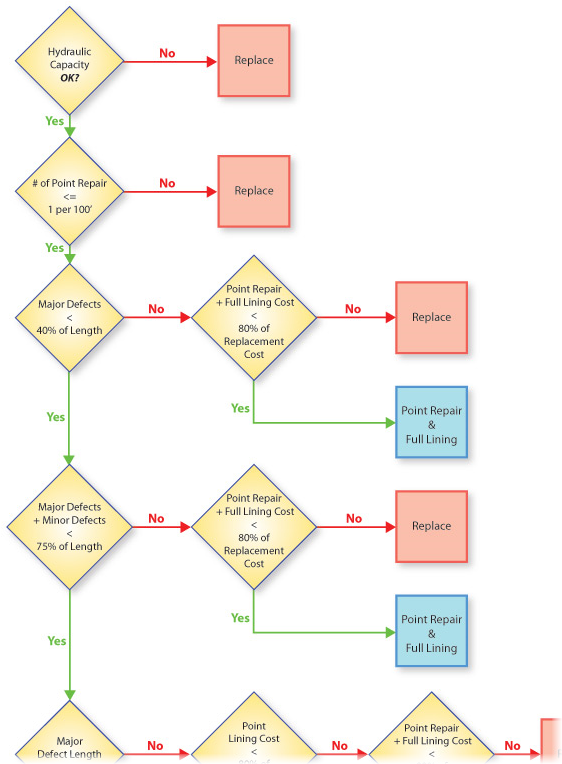 Hydraulic
Capacity
OK?
No
Replace
Yes
# of Point Repair
<=
1 per 100'
No
Replace
Yes
Major Defects
<
40% of Length
No
Point Repair
+ Full Lining Cost
<
80% of
Replacement
Cost
No
Replace
Yes
Point Repair
&
Full Lining
Yes
Major Defects
+ Minor Defects
<
75% of Length
No
Point Repair
+ Full Lining Cost
<
80% of
Replacement
Cost
No
Replace
Yes
Point Repair
&
Full Lining
Yes
Major
Defect Length
No
Point
Lining Cost
<
No
Point Repair
+ Full Lining Cost
<
No